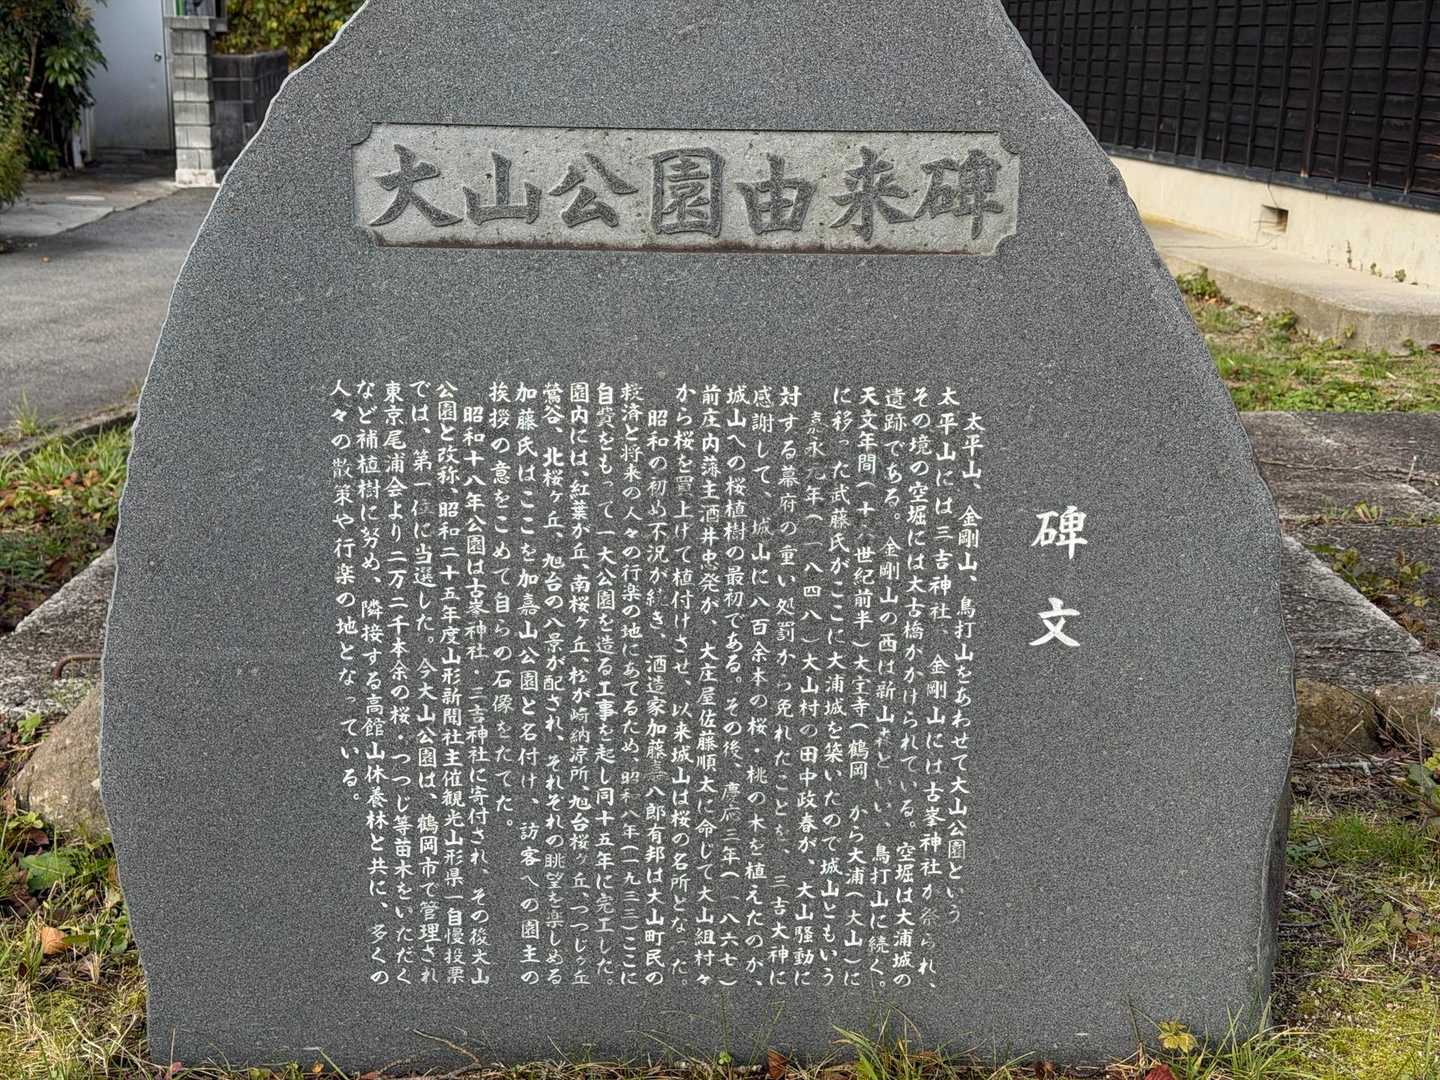 大山公園由来碑
碑文
太平山、金剛山、鳥打山をあわせて大山公園という
太平山には三吉神社、金剛山には古峯神社が祭られ、
その境の空堀には太古橋がかけられている。空堀は大浦城の
遺跡である。金剛山の西は新山といい、鳥打山に続く。
天文年間(十六世紀前半)大宝寺(鶴岡)から大浦(大山)に
に移った武藤氏がここに大浦城を築いたので城山ともいう
嘉永元年(一八四八)大山村の田中政春が、大山騒動に
対する幕府の重い処罰から免れたことを、三吉大神に
感謝して、城山に八百余本の桜・桃の木を植えたのが、
城山への桜植樹の最初である。その後、慶応三年(一八六七)
前庄内藩主酒井忠発が、大庄屋佐藤順太に命じて大山組村々
から桜を買上げて植付けさせ、以来城山は桜の名所となった。
昭和の初め不況が続き、酒造家加藤嘉八郎有邦は大山町民の
救済と将来の人々の行楽の地にあてるため、昭和八年(一九三三)ここに
自費をもって一大公園を造る工事を起し同十五年に完工した。
園内には、紅葉が丘、南桜ヶ丘、松が崎納涼所、旭台桜ヶ丘、つつじヶ丘
鶯谷、北桜ヶ丘、旭台の八景が配され、それぞれの眺望を楽しめる
加藤氏はここを加嘉山公園と名付け、訪客への園主の
挨拶の意をこめて自らの石像をたてた。
昭和十八年公園は古峯神社・三吉神社に寄付され、その後大山
公園と改称、昭和二十五年度山形新聞社主催観光山形県一自慢投票
では、第一位に当選した。今大山公園は、鶴岡市で管理され
東京尾浦会より二万二千本余の桜・つつじ等苗木をいただく
など補植樹に努め、隣接する高館山休養林と共に、多くの
人々の散策や行楽の地となっている。